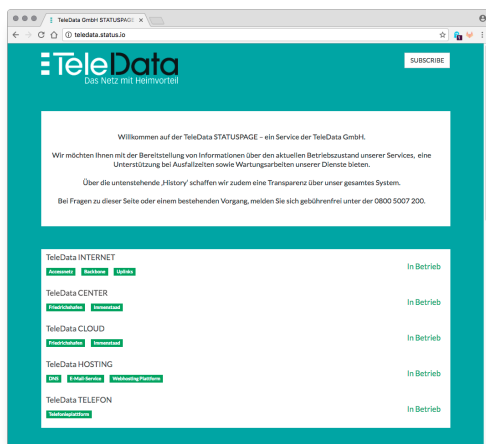 TeleData GmbH STATUSPAGE
teledata.status.io
TeleData
Das Netz mit Heimvorteil
SUBSCRIBE
Willkommen auf der TeleData STATUSPAGE – ein Service der TeleData GmbH.
Wir möchten Ihnen mit der Bereitstellung von Informationen über den aktuellen Betriebszustand unserer Services, eine
Unterstützung bei Ausfallzeiten sowie Wartungsarbeiten unserer Dienste bieten.
Über die untenstehende ‚History' schaffen wir zudem eine Transparenz über unser gesamtes System.
Bei Fragen zu dieser Seite oder einem bestehenden Vorgang, melden Sie sich gebührenfrei unter der 0800 5007 200.
TeleData INTERNET
In Betrieb
Accessnetz Backbone Uplinks
TeleData CENTER
In Betrieb
Friedrichshafen Immenstaad
TeleData CLOUD
In Betrieb
Friedrichshafen Immenstaad
TeleData HOSTING
In Betrieb
DNS E-Mail-Service Webhosting Plattform
TeleData TELEFON
In Betrieb
Telefonieplattform